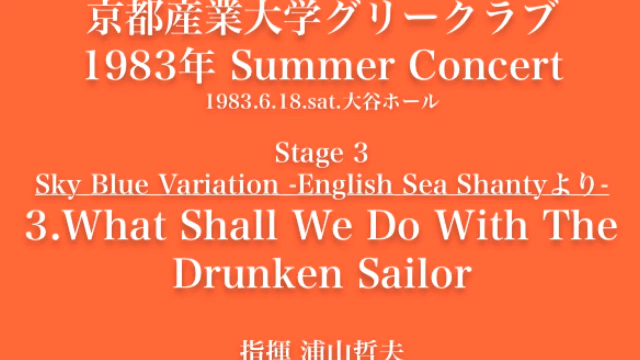 京都産業大学グリークラブ
1983年 Summer Concert
1983.6.18.sat.大谷ホール
Stage 3
Sky Blue Variation -English Sea Shantyより-
3.What Shall We Do With The
Drunken Sailor
指揮 浦山哲夫